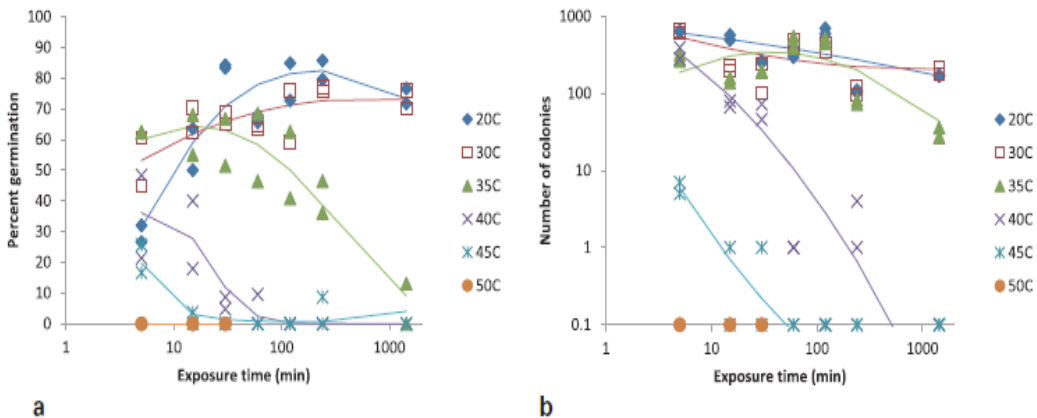 100
90
80
70
60
50
40
30
20
10
0
Percent germination
1 10 100 1000
Exposure time (min)
20C
30C
35C
40C
45C
50C
a
1000
100
10
1
0.1
Number of colonies
1 10 100 1000
Exposure time (min)
20C
30C
35C
40C
45C
50C
b